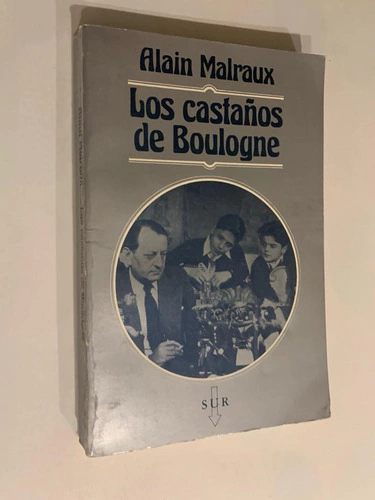 Alain Malraux
Los castaños
de Boulogne
SUR